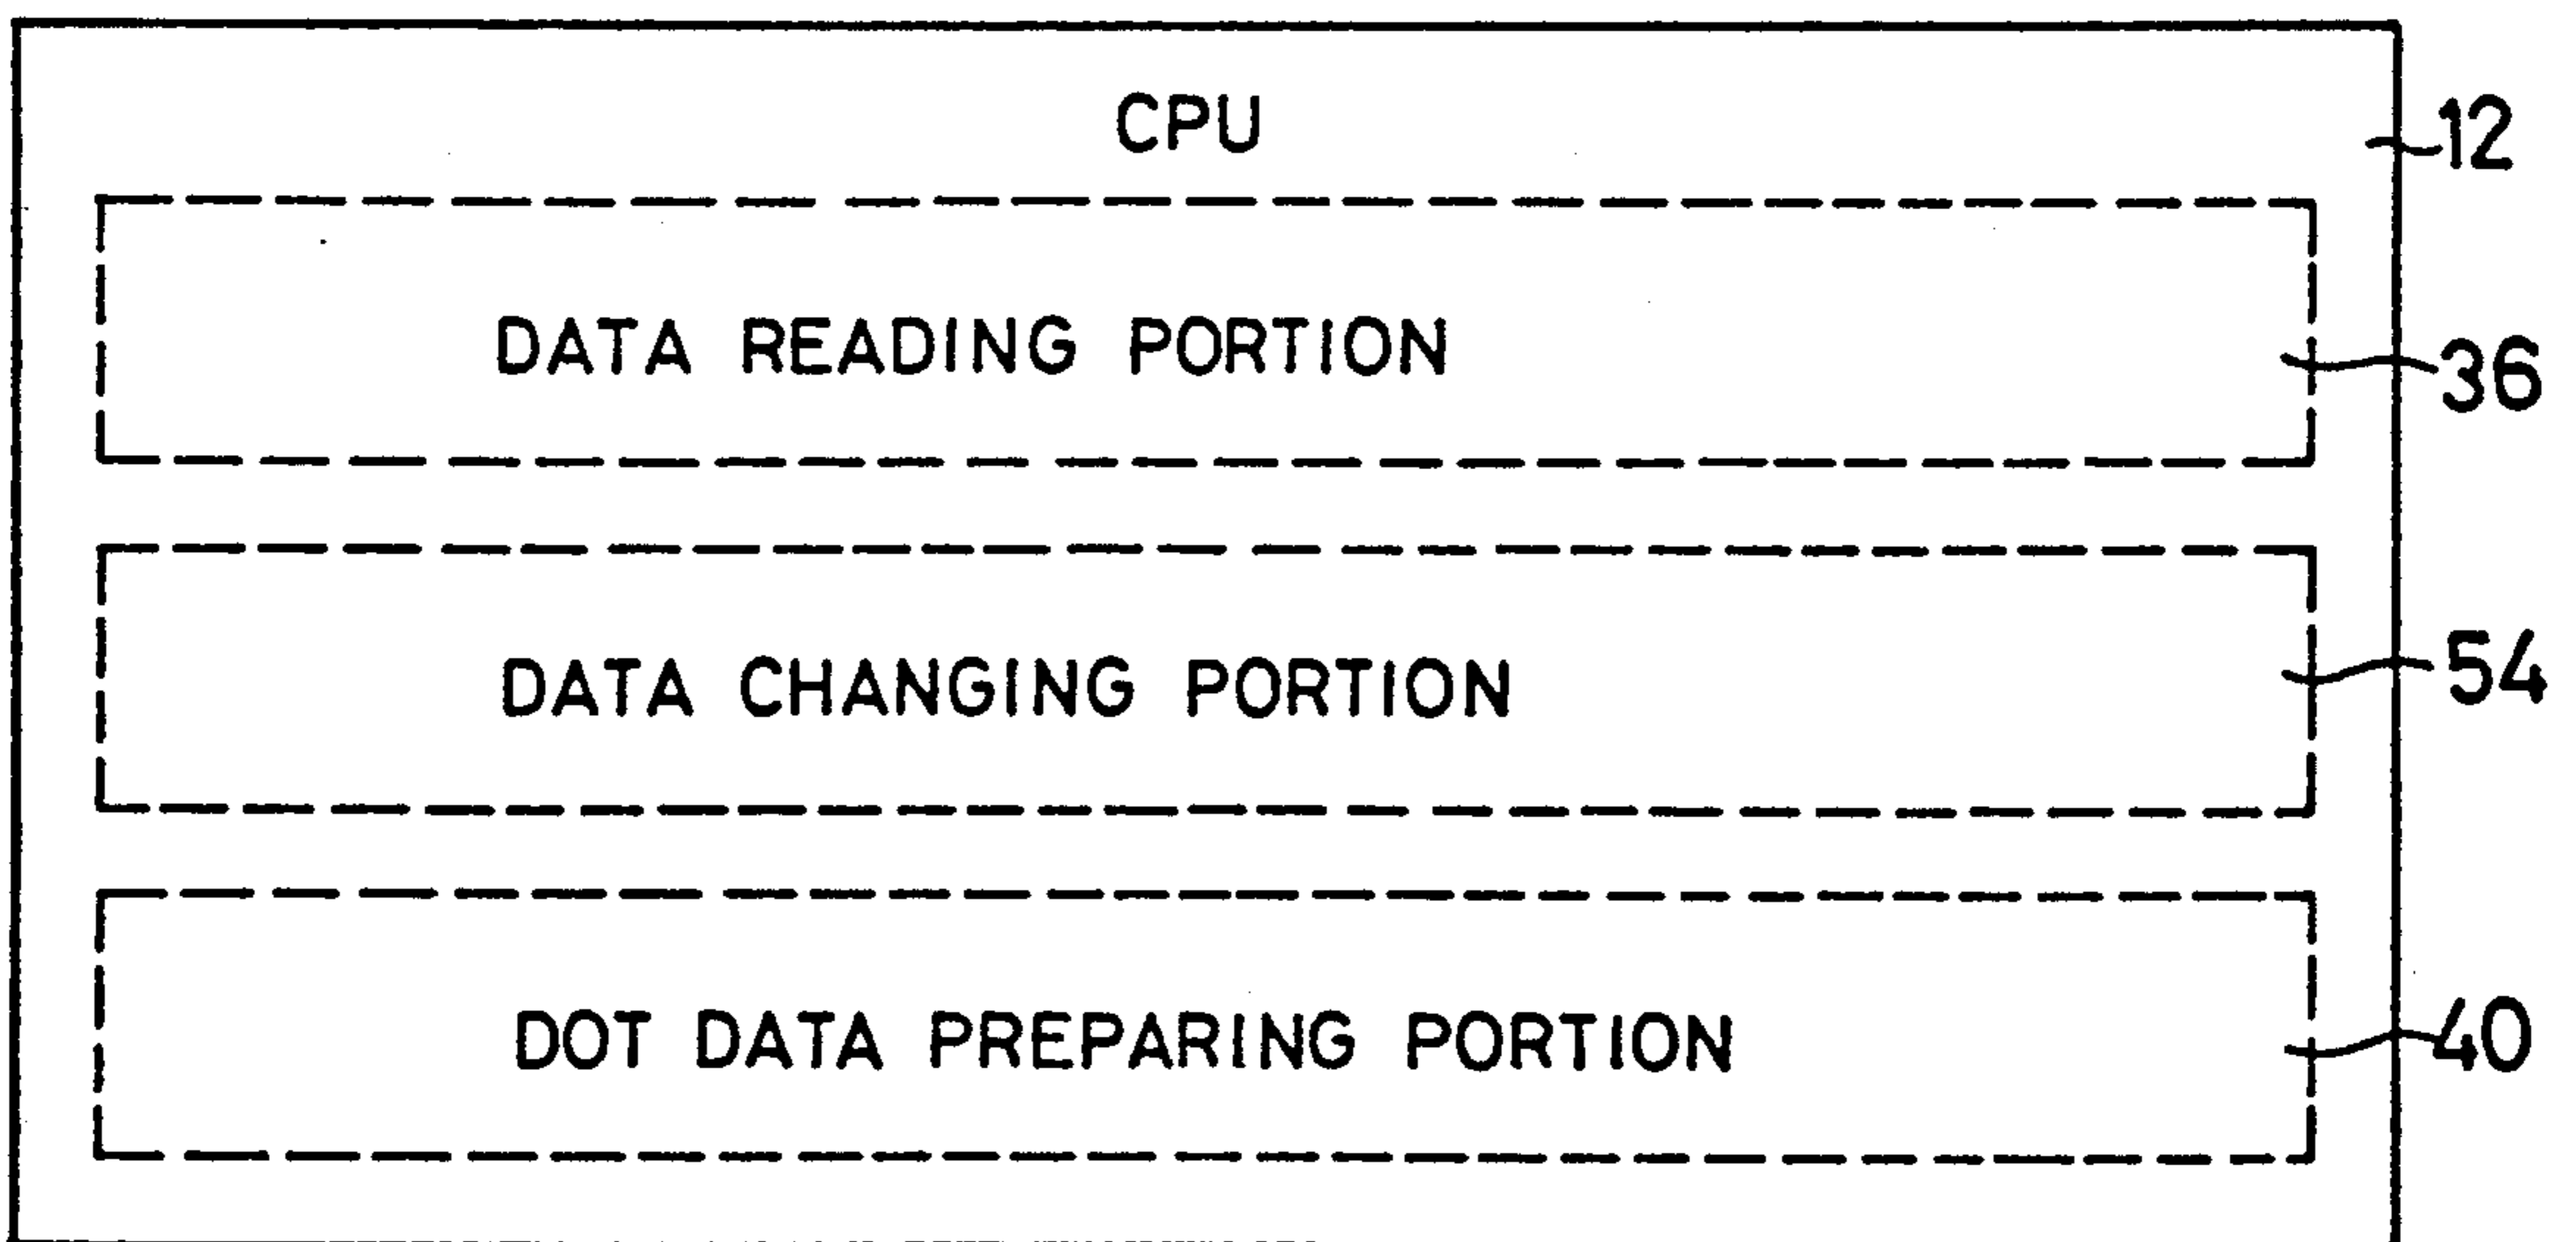 CPU
12
DATA READING PORTION
36
DATA CHANGING PORTION
54
DOT DATA PREPARING PORTION
40